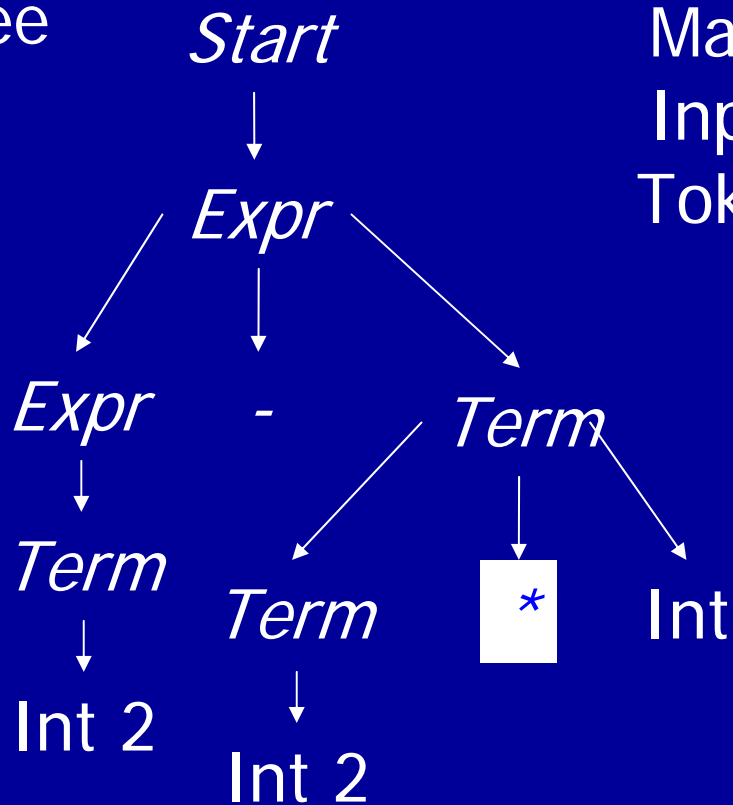 Start
Expr
Expr - Term
Term Term * Int
Int 2 Int 2